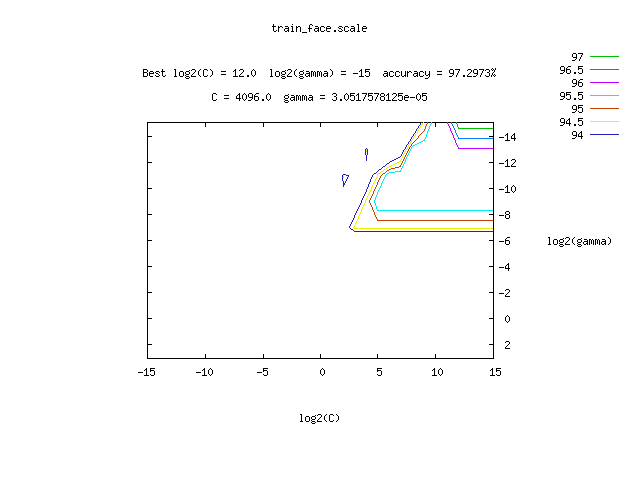 train_face.scale
Best log2(C) = 12.0  log2(gamma) = -15  accuracy = 97.2973%
C = 4096.0  gamma = 3.0517578125e-05
97
96.5
96
95.5
95
94.5
94
-14
-12
-10
-8
-6
-4
-2
0
2
log2(gamma)
-15 -10 -5 0 5 10 15
log2(C)